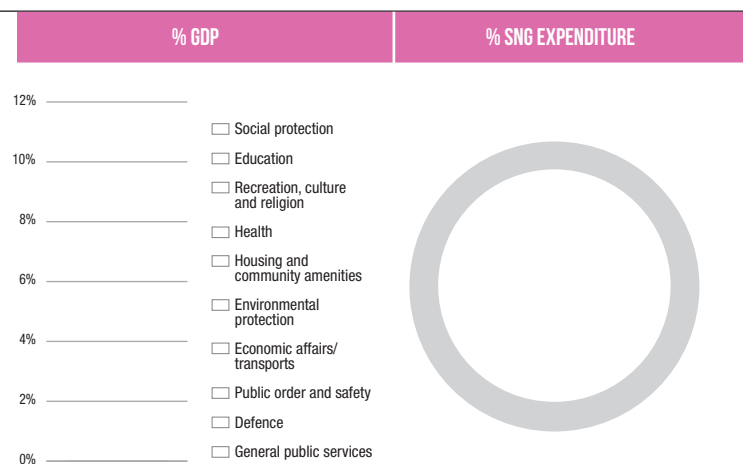 % GDP
% SNG EXPENDITURE
12%
10%
8%
6%
4%
2%
0%
Social protection
Education
Recreation, culture
and religion
Health
Housing and
community amenities
Environmental
protection
Economic affairs/
transports
Public order and safety
Defence
General public services